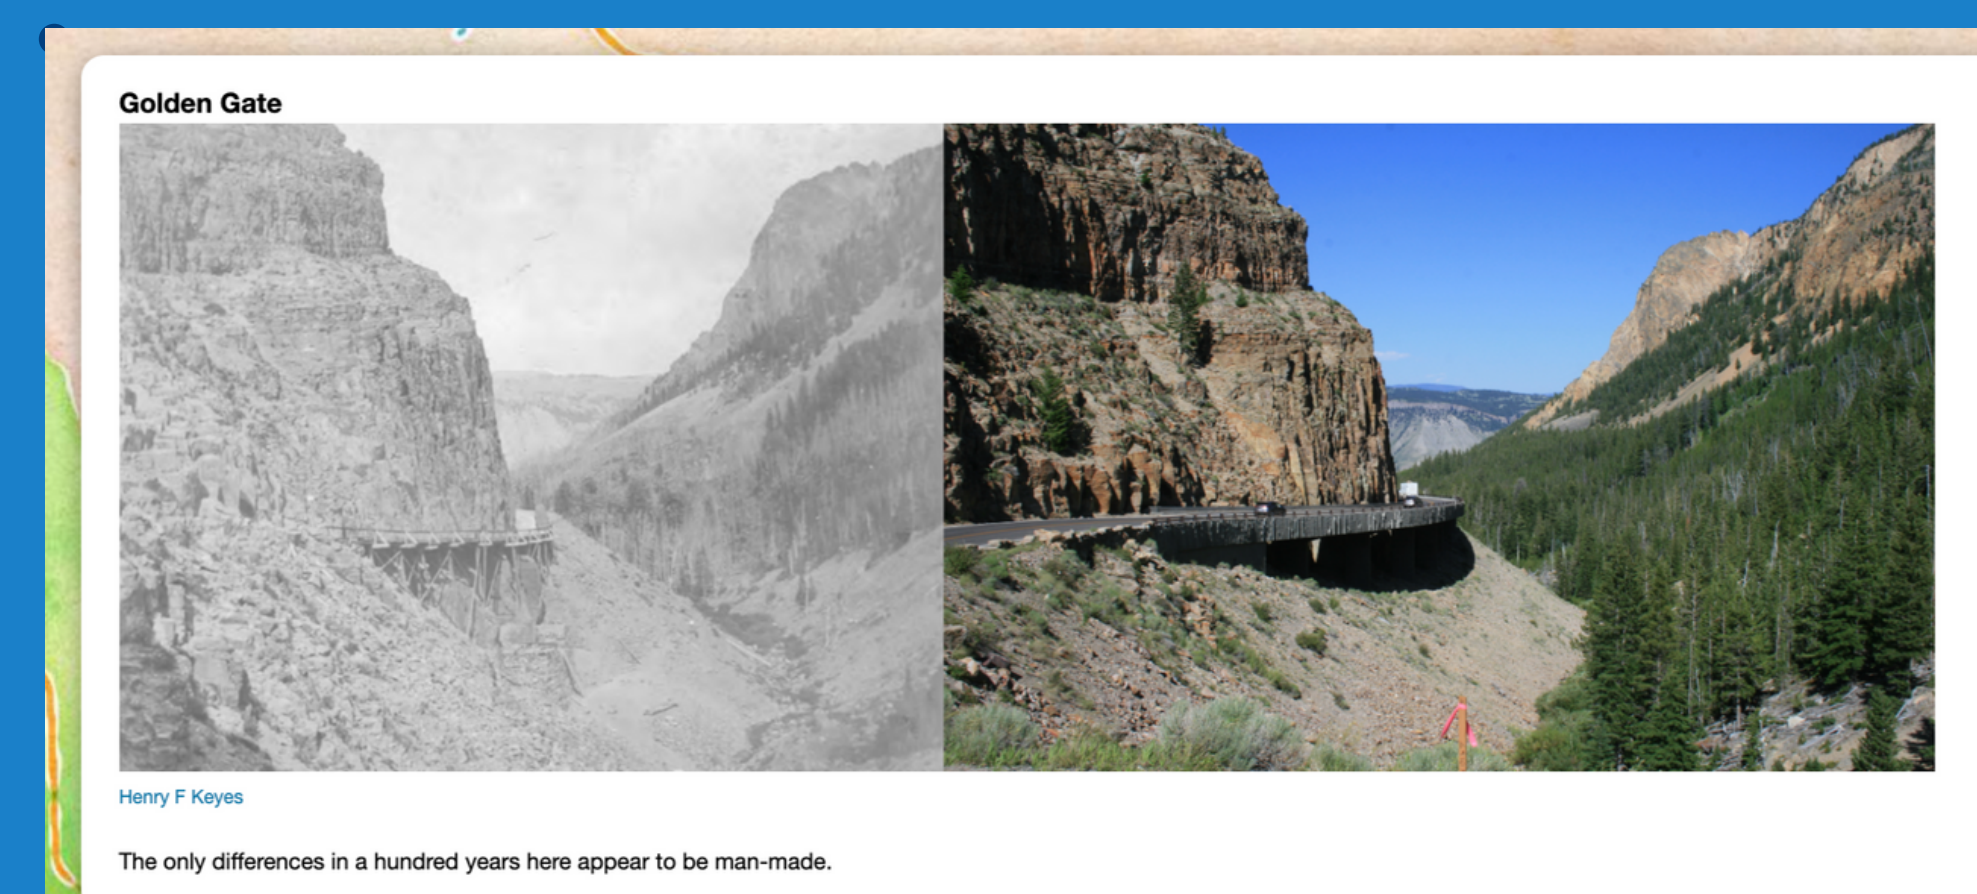 Golden Gate
Henry F Keyes
The only differences in a hundred years here appear to be man-made.